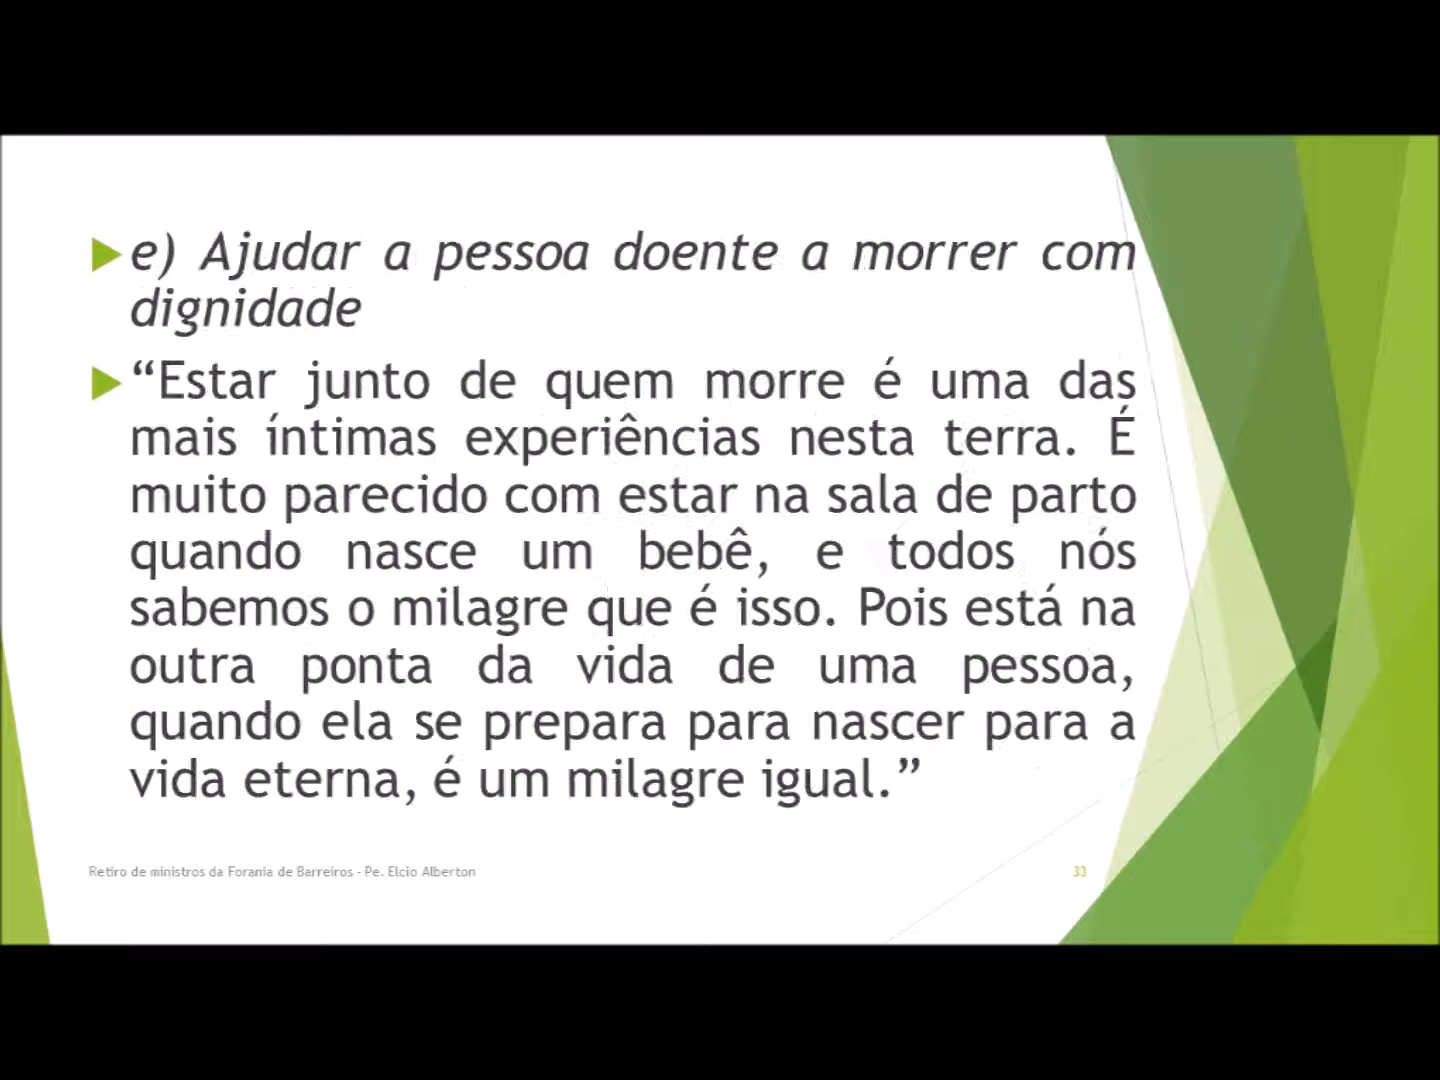 e) Ajudar a pessoa doente a morrer com
dignidade
“Estar junto de quem morre é uma das
mais íntimas experiências nesta terra. É
muito parecido com estar na sala de parto
quando nasce um bebê, e todos nós
sabemos o milagre que é isso. Pois está na
outra ponta da vida de uma pessoa,
quando ela se prepara para nascer para a
vida eterna, é um milagre igual.”
Retiro de ministros da Forania de Barreiros - Pe. Elcio Alberton
33